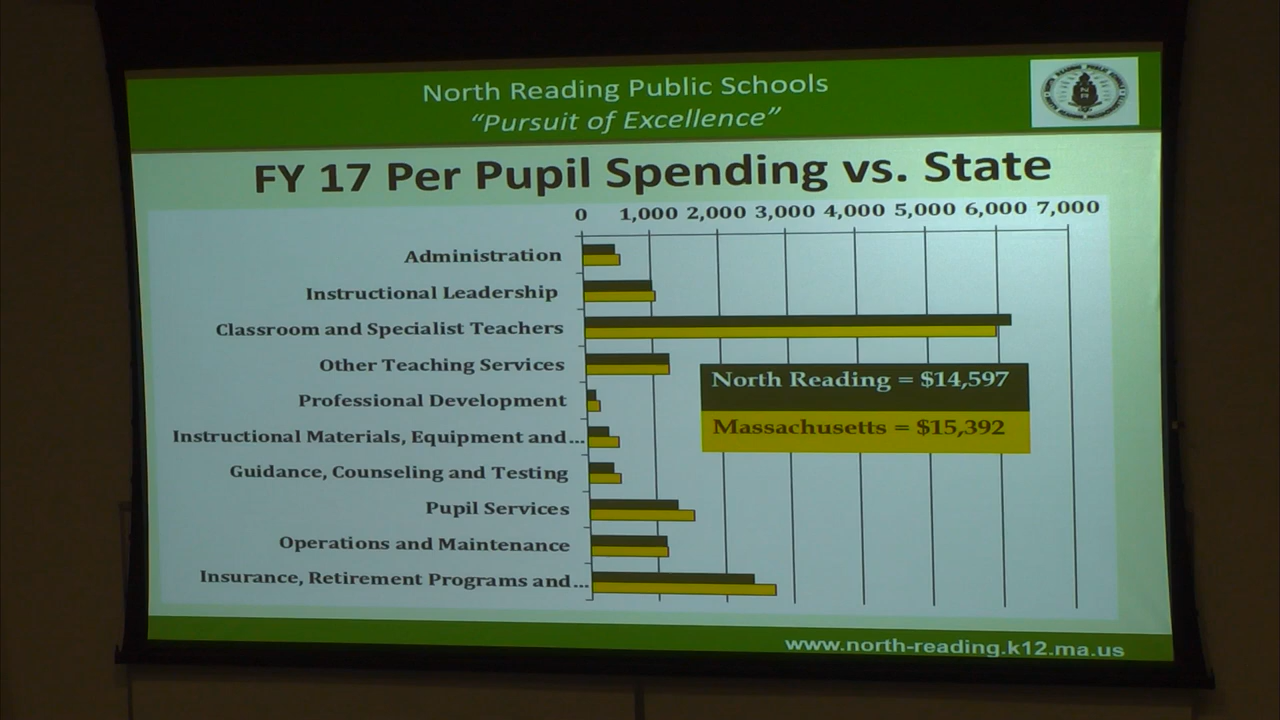 North Reading Public Schools
“Pursuit of Excellence”
FY 17 Per Pupil Spending vs. State
0 1,000 2,000 3,000 4,000 5,000 6,000 7,000
Administration
Instructional Leadership
Classroom and Specialist Teachers
Other Teaching Services
North Reading = $14,597
Professional Development
Massachusetts = $15,392
Instructional Materials, Equipment and...
Guidance, Counseling and Testing
Pupil Services
Operations and Maintenance
Insurance, Retirement Programs and...
www.north-reading.k12.ma.us